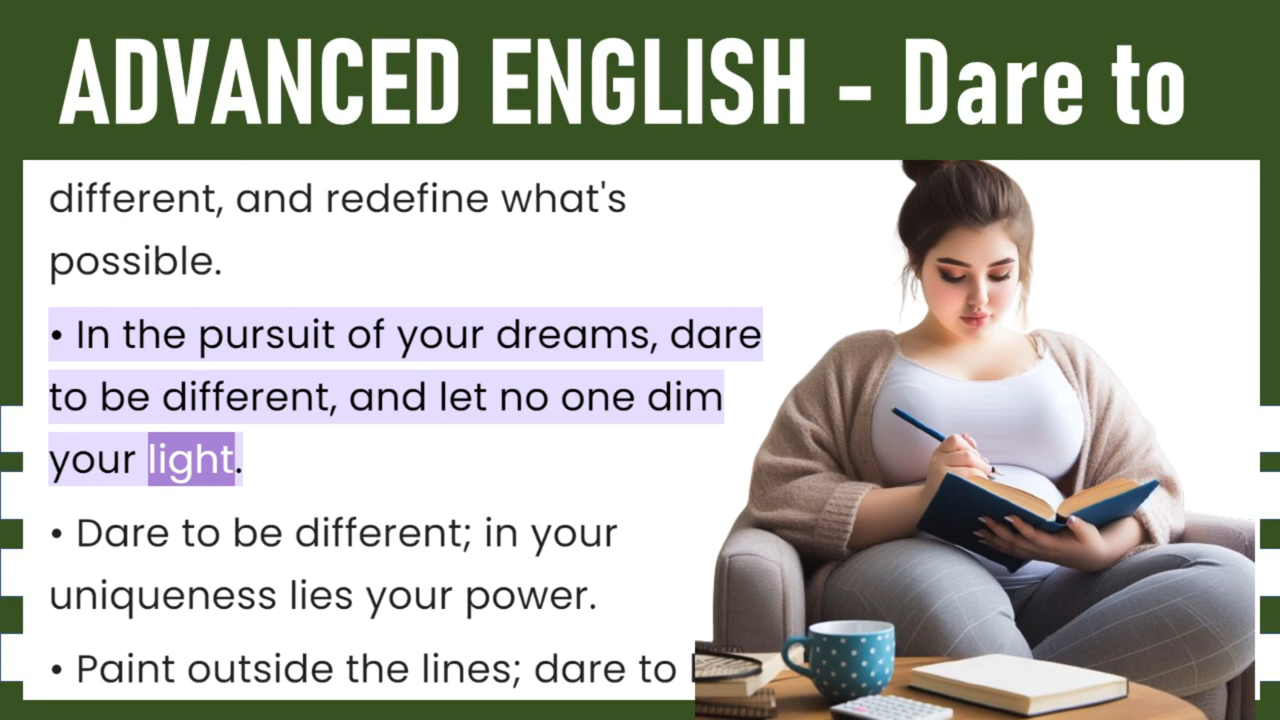 ADVANCED ENGLISH - Dare to
different, and redefine what's
possible.
• In the pursuit of your dreams, dare
to be different, and let no one dim
your light.
• Dare to be different; in your
uniqueness lies your power.
• Paint outside the lines; dare to